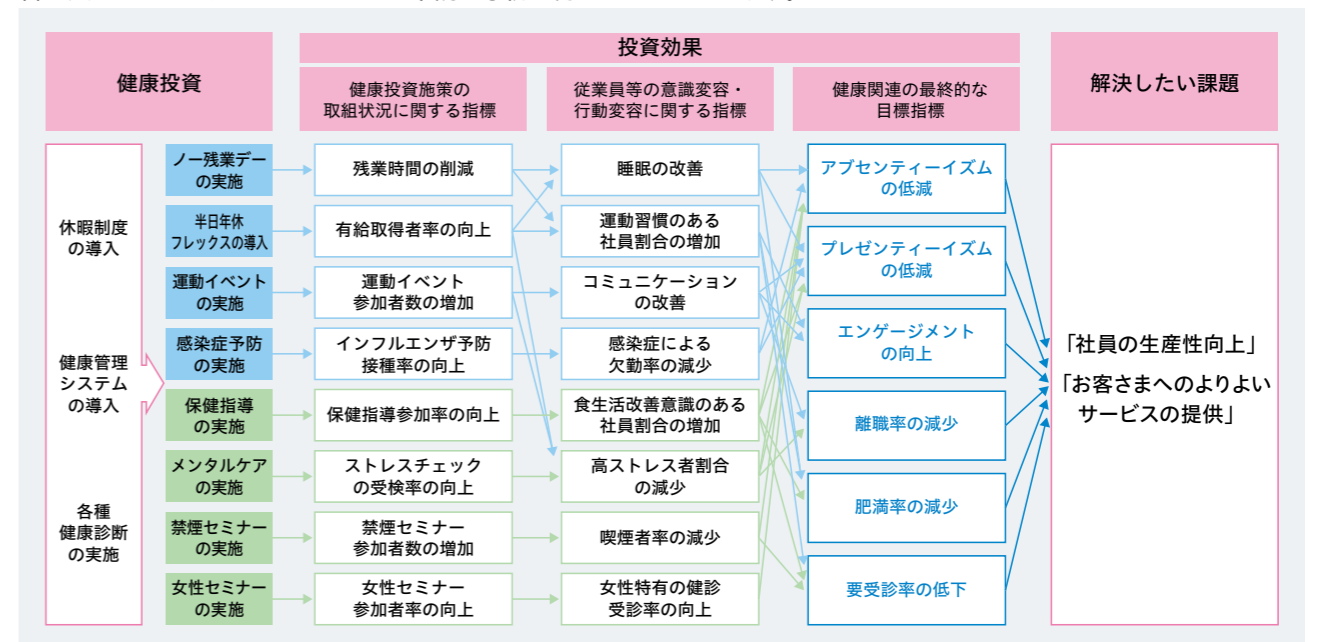 健康投資
投資効果
健康投資施策の
取組状況に関する指標
従業員等の意識変容・
行動変容に関する指標
健康関連の最終的な
目標指標
解決したい課題
休暇制度
の導入
健康管理
システム
の導入
各種
健康診断
の実施
ノー残業デー
の実施
残業時間の削減
睡眠の改善
半日年休
フレックスの導入
有給取得者率の向上
運動習慣のある
社員割合の増加
運動イベント
の実施
運動イベント
参加者数の増加
コミュニケーション
の改善
感染症予防
の実施
インフルエンザ予防
接種率の向上
感染症による
欠勤率の減少
保健指導
の実施
保健指導参加率の向上
食生活改善意識のある
社員割合の増加
メンタルケア
の実施
ストレスチェック
の受検率の向上
高ストレス者割合
の減少
禁煙セミナー
の実施
禁煙セミナー
参加者数の増加
喫煙者率の減少
女性セミナー
の実施
女性セミナー
参加者率の向上
女性特有の健診
受診率の向上
アブセンティーイズム
の低減
プレゼンティーイズム
の低減
エンゲージメント
の向上
離職率の減少
肥満率の減少
要受診率の低下
「社員の生産性向上」
「お客さまへのよりよい
サービスの提供」